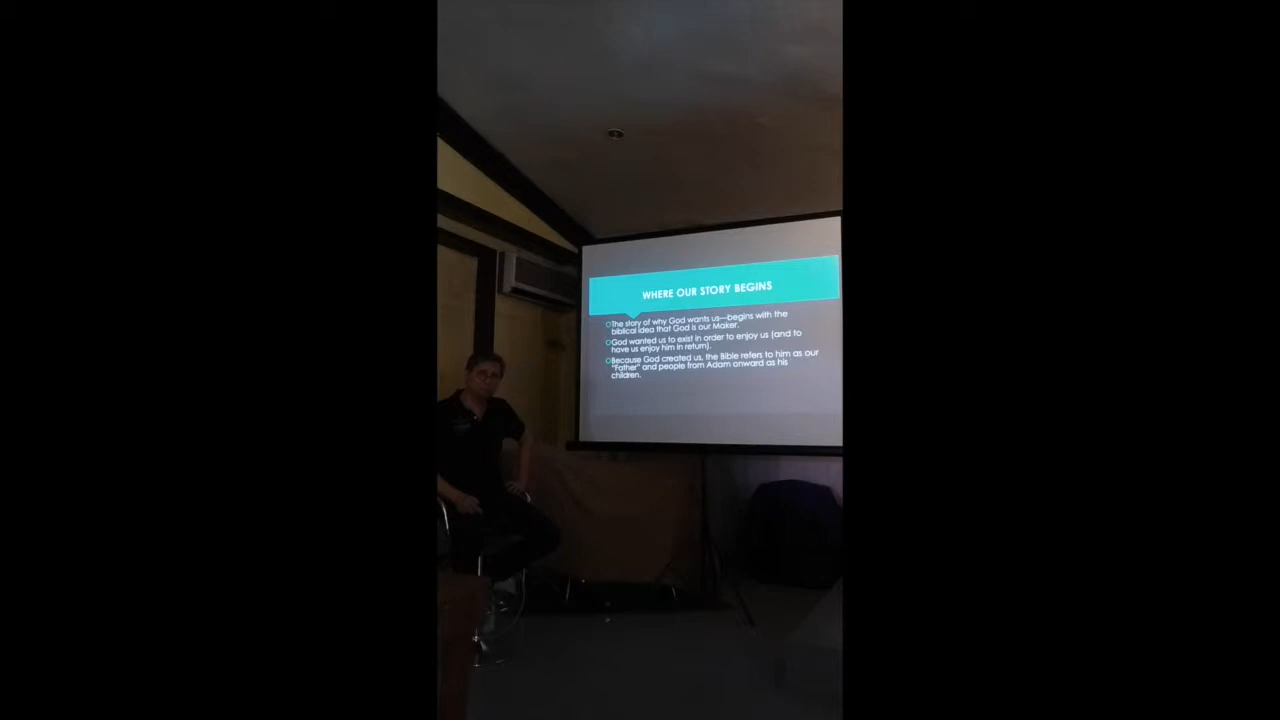 WHERE OUR STORY BEGINS
The story of why God wants us—begins with the
biblical idea that God is our Maker.
God wanted us to exist in order to enjoy us (and to
have us enjoy him in return).
Because God created us, the Bible refers to him as our
"Father" and people from Adam onward as his
children.